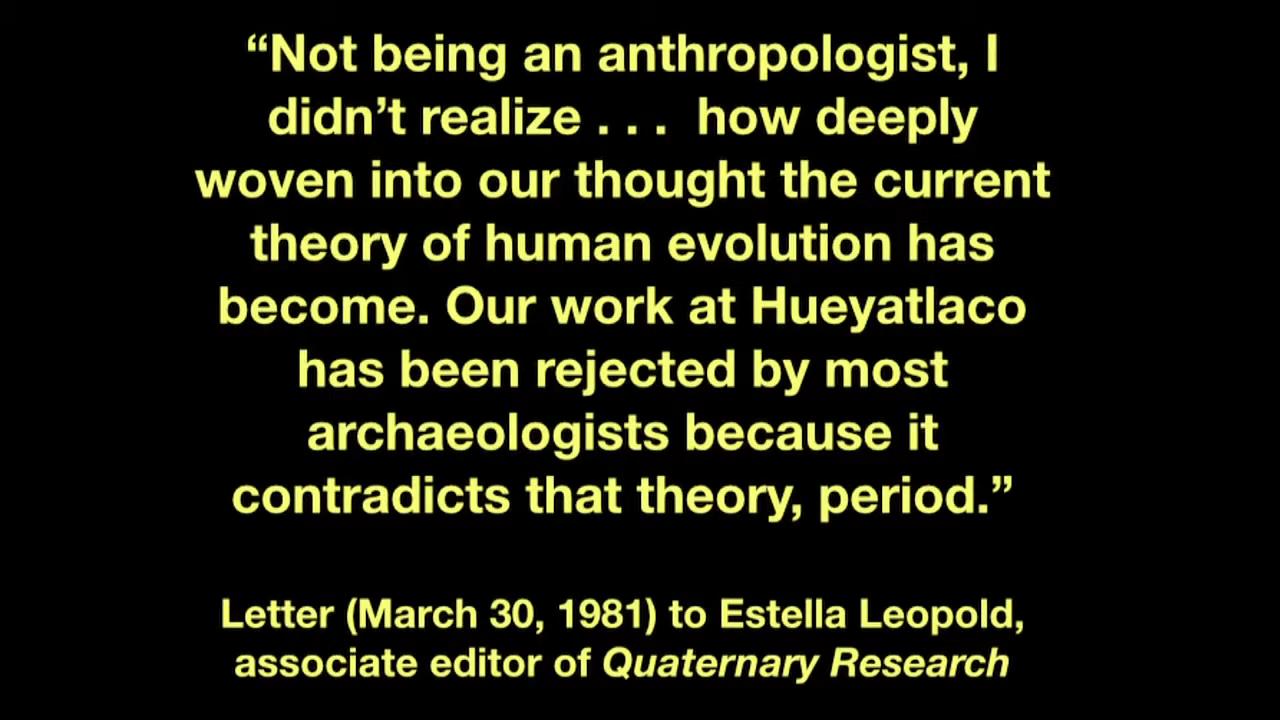 “Not being an anthropologist, I
didn’t realize . . .  how deeply
woven into our thought the current
theory of human evolution has
become. Our work at Hueyatlaco
has been rejected by most
archaeologists because it
contradicts that theory, period.”
Letter (March 30, 1981) to Estella Leopold,
associate editor of Quaternary Research